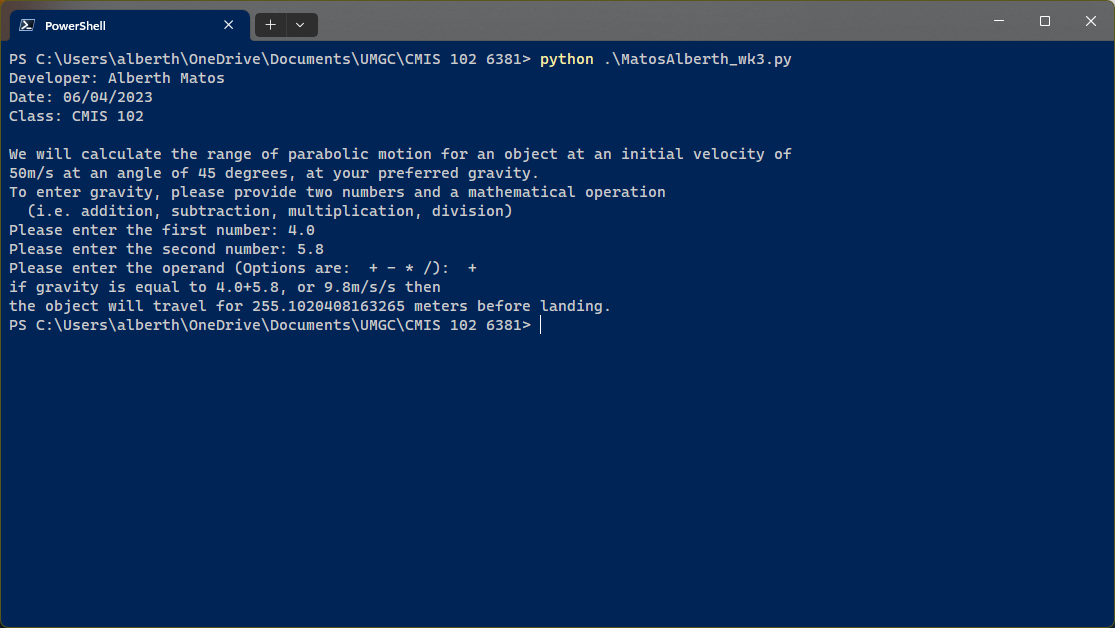 PowerShell
PS C:\Users\alberth\OneDrive\Documents\UMGC\CMIS 102 6381> python .\MatosAlberth_wk3.py
Developer: Alberth Matos
Date: 06/04/2023
Class: CMIS 102
We will calculate the range of parabolic motion for an object at an initial velocity of
50m/s at an angle of 45 degrees, at your preferred gravity.
To enter gravity, please provide two numbers and a mathematical operation
  (i.e. addition, subtraction, multiplication, division)
Please enter the first number: 4.0
Please enter the second number: 5.8
Please enter the operand (Options are:  + - * /):  +
if gravity is equal to 4.0+5.8, or 9.8m/s/s then
the object will travel for 255.1020408163265 meters before landing.
PS C:\Users\alberth\OneDrive\Documents\UMGC\CMIS 102 6381>